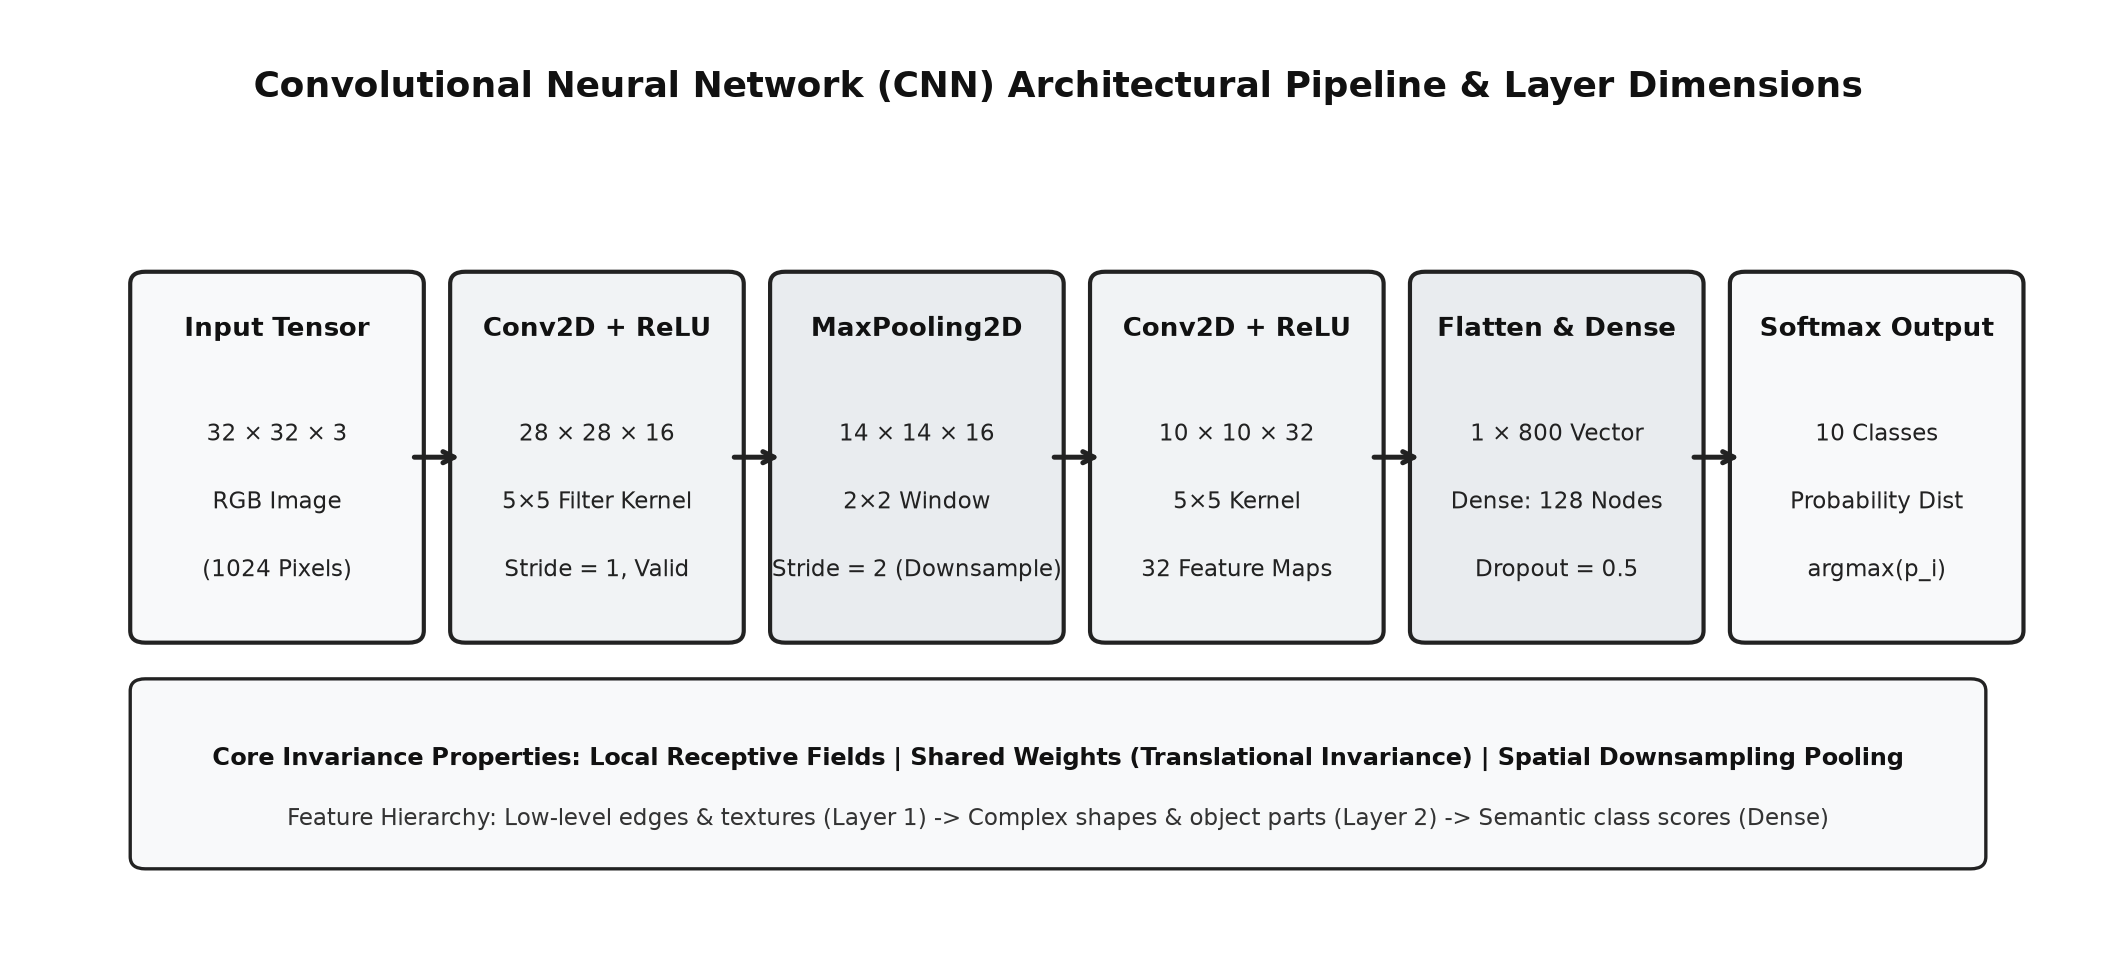 Convolutional Neural Network (CNN) Architectural Pipeline & Layer Dimensions
Input Tensor
32 × 32 × 3
RGB Image
(1024 Pixels)
Conv2D + ReLU
28 × 28 × 16
5×5 Filter Kernel
Stride = 1, Valid
MaxPooling2D
14 × 14 × 16
2×2 Window
Stride = 2 (Downsample)
Conv2D + ReLU
10 × 10 × 32
5×5 Kernel
32 Feature Maps
Flatten & Dense
1 × 800 Vector
Dense: 128 Nodes
Dropout = 0.5
Softmax Output
10 Classes
Probability Dist
argmax(p_i)
Core Invariance Properties: Local Receptive Fields | Shared Weights (Translational Invariance) | Spatial Downsampling Pooling
Feature Hierarchy: Low-level edges & textures (Layer 1) -> Complex shapes & object parts (Layer 2) -> Semantic class scores (Dense)